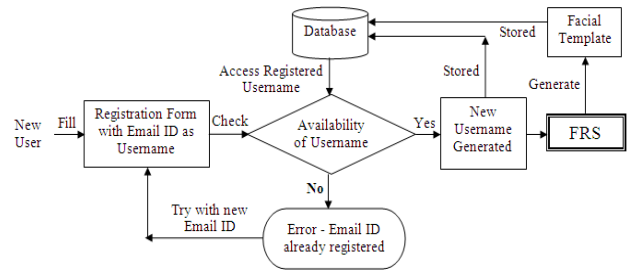 Database
Stored
Facial
Template
Access Registered
Username
Stored
Generate
New
User
Fill
Registration Form
with Email ID as
Username
Check
Availability
of Username
Yes
New
Username
Generated
FRS
No
Try with new
Email ID
Error - Email ID
already registered